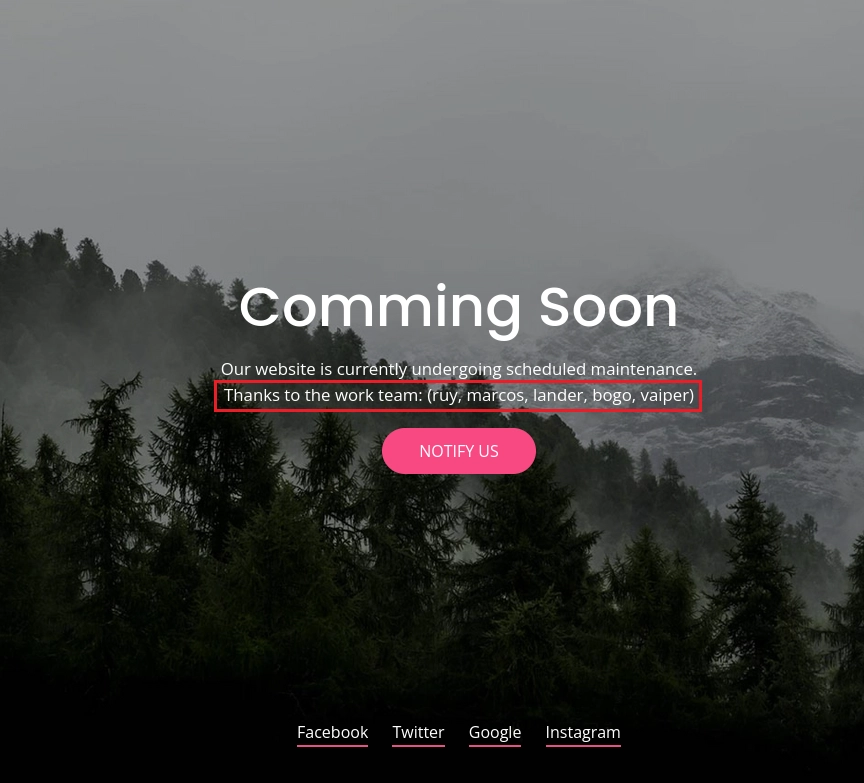 Comming Soon
Our website is currently undergoing scheduled maintenance.
Thanks to the work team: (ruy, marcos, lander, bogo, vaiper)
NOTIFY US
Facebook Twitter Google Instagram